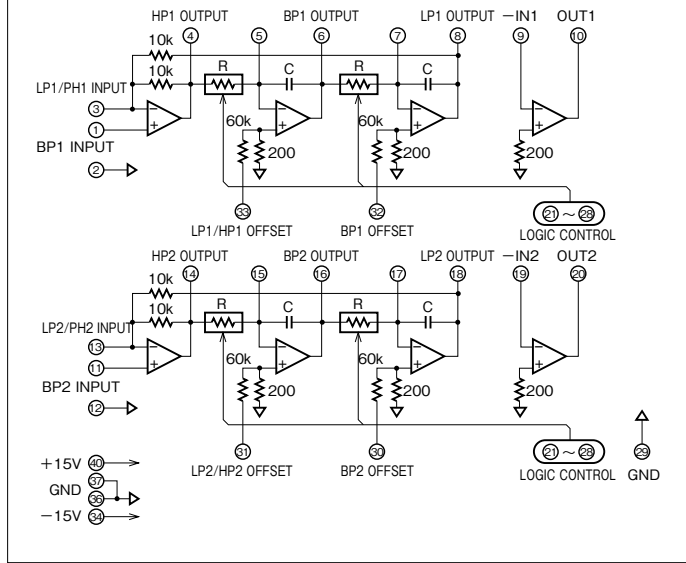 HP1 OUTPUT BP1 OUTPUT LP1 OUTPUT −IN1 OUT1
4 5 6 7 8 9 10
10k
10k R C R C
LP1/PH1 INPUT
3 − − − −
1 + + + +
60k 60k
BP1 INPUT
200 200 200
2
33 32 21 ~ 28
LP1/HP1 OFFSET BP1 OFFSET LOGIC CONTROL
HP2 OUTPUT BP2 OUTPUT LP2 OUTPUT −IN2 OUT2
14 15 16 17 18 19 20
10k
10k R C R C
LP2/PH2 INPUT
13 − − − −
11 + + + +
60k 60k
BP2 INPUT
200 200 200
12
31 30 21 ~ 28 29
LP2/HP2 OFFSET BP2 OFFSET LOGIC CONTROL GND
+15V 40
37
GND
36
−15V 34